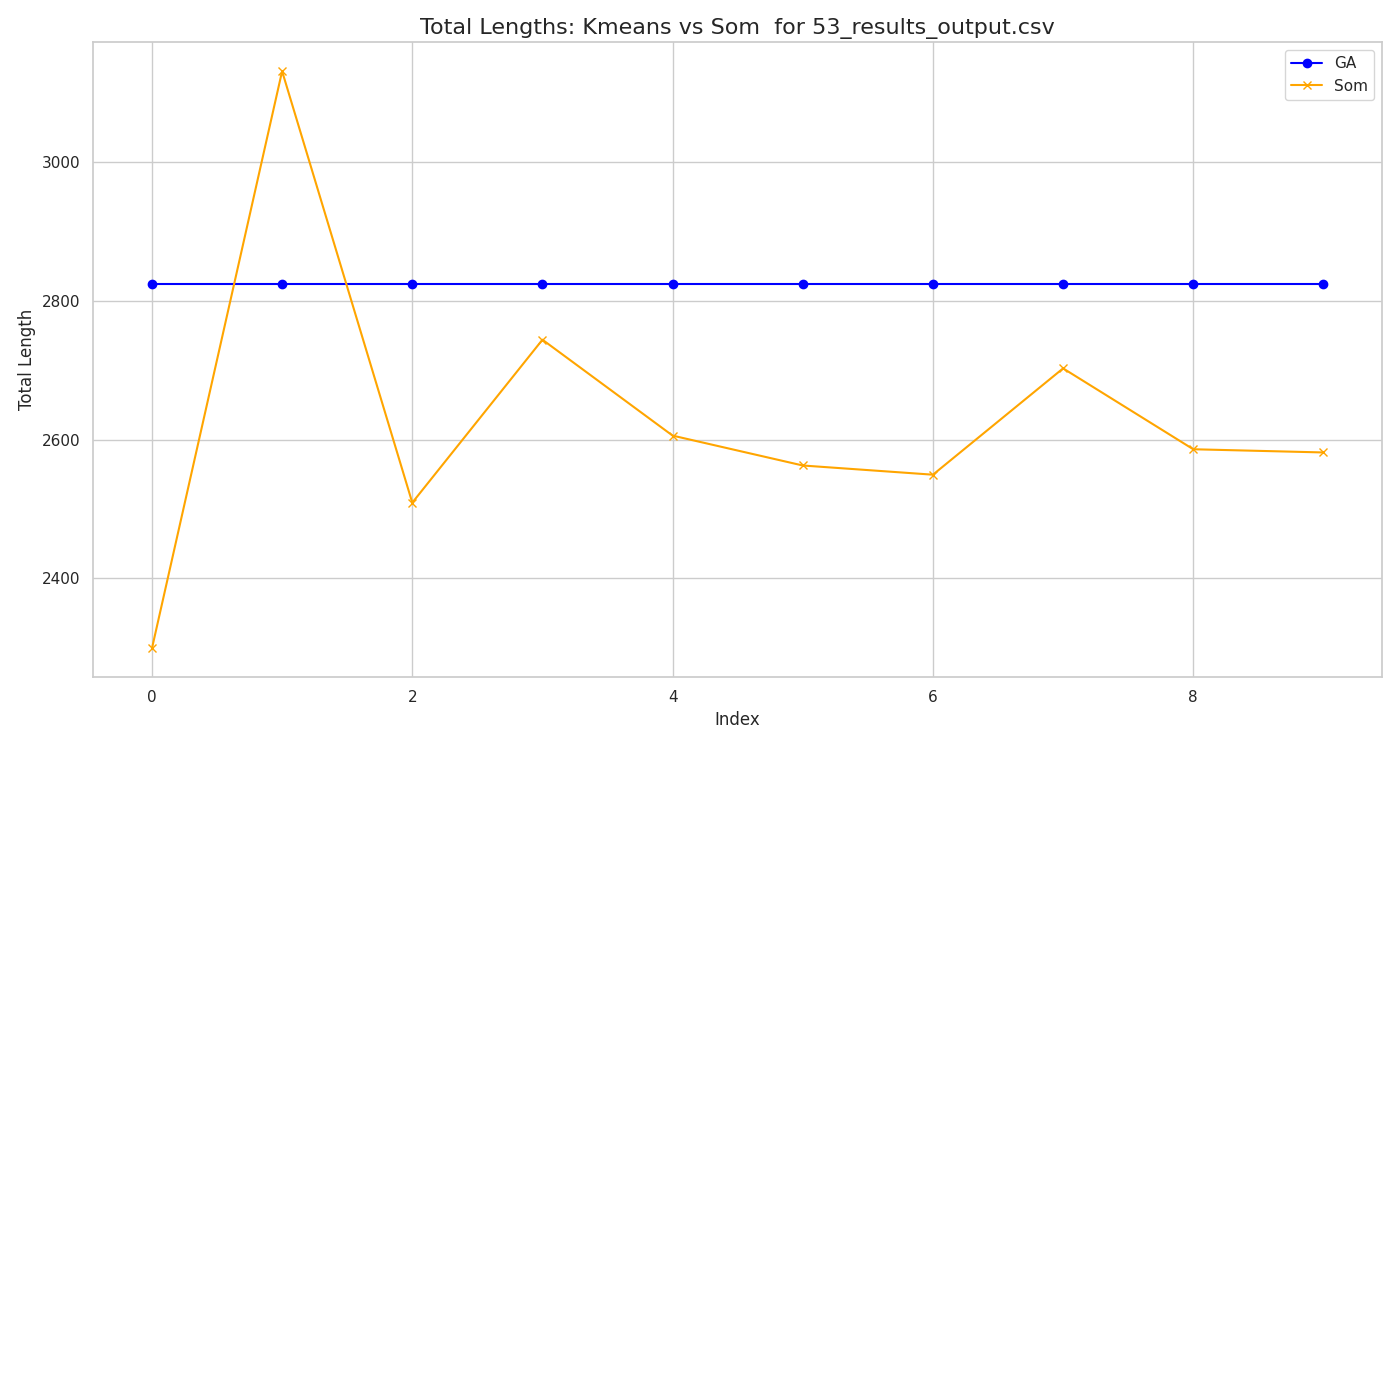 Total Lengths: Kmeans vs Som  for 53_results_output.csv
GA
Som
3000
2800
2600
2400
Total Length
0 2 4 6 8
Index